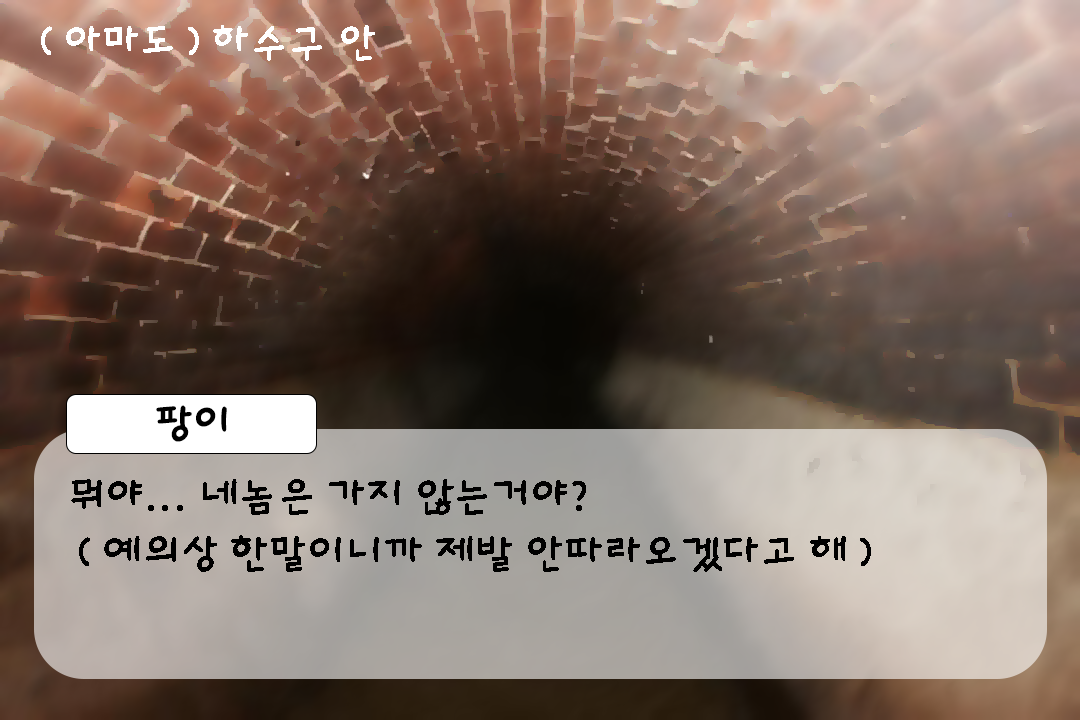 ( 아마도 ) 하수구 안
팡이
뭐야... 네놈은 가지 않는거야?
( 예의상 한말이니까 제발 안따라오겠다고 해 )